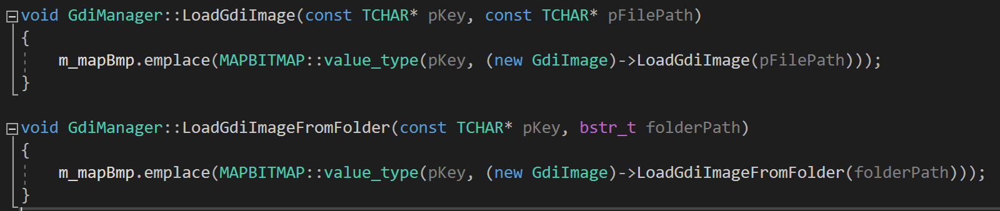 void GdiManager::LoadGdiImage(const TCHAR* pKey, const TCHAR* pFilePath)
{
m_mapBmp.emplace(MAPBITMAP::value_type(pKey, (new GdiImage)->LoadGdiImage(pFilePath)));
}
void GdiManager::LoadGdiImageFromFolder(const TCHAR* pKey, bstr_t folderPath)
{
m_mapBmp.emplace(MAPBITMAP::value_type(pKey, (new GdiImage)->LoadGdiImageFromFolder(folderPath)));
}